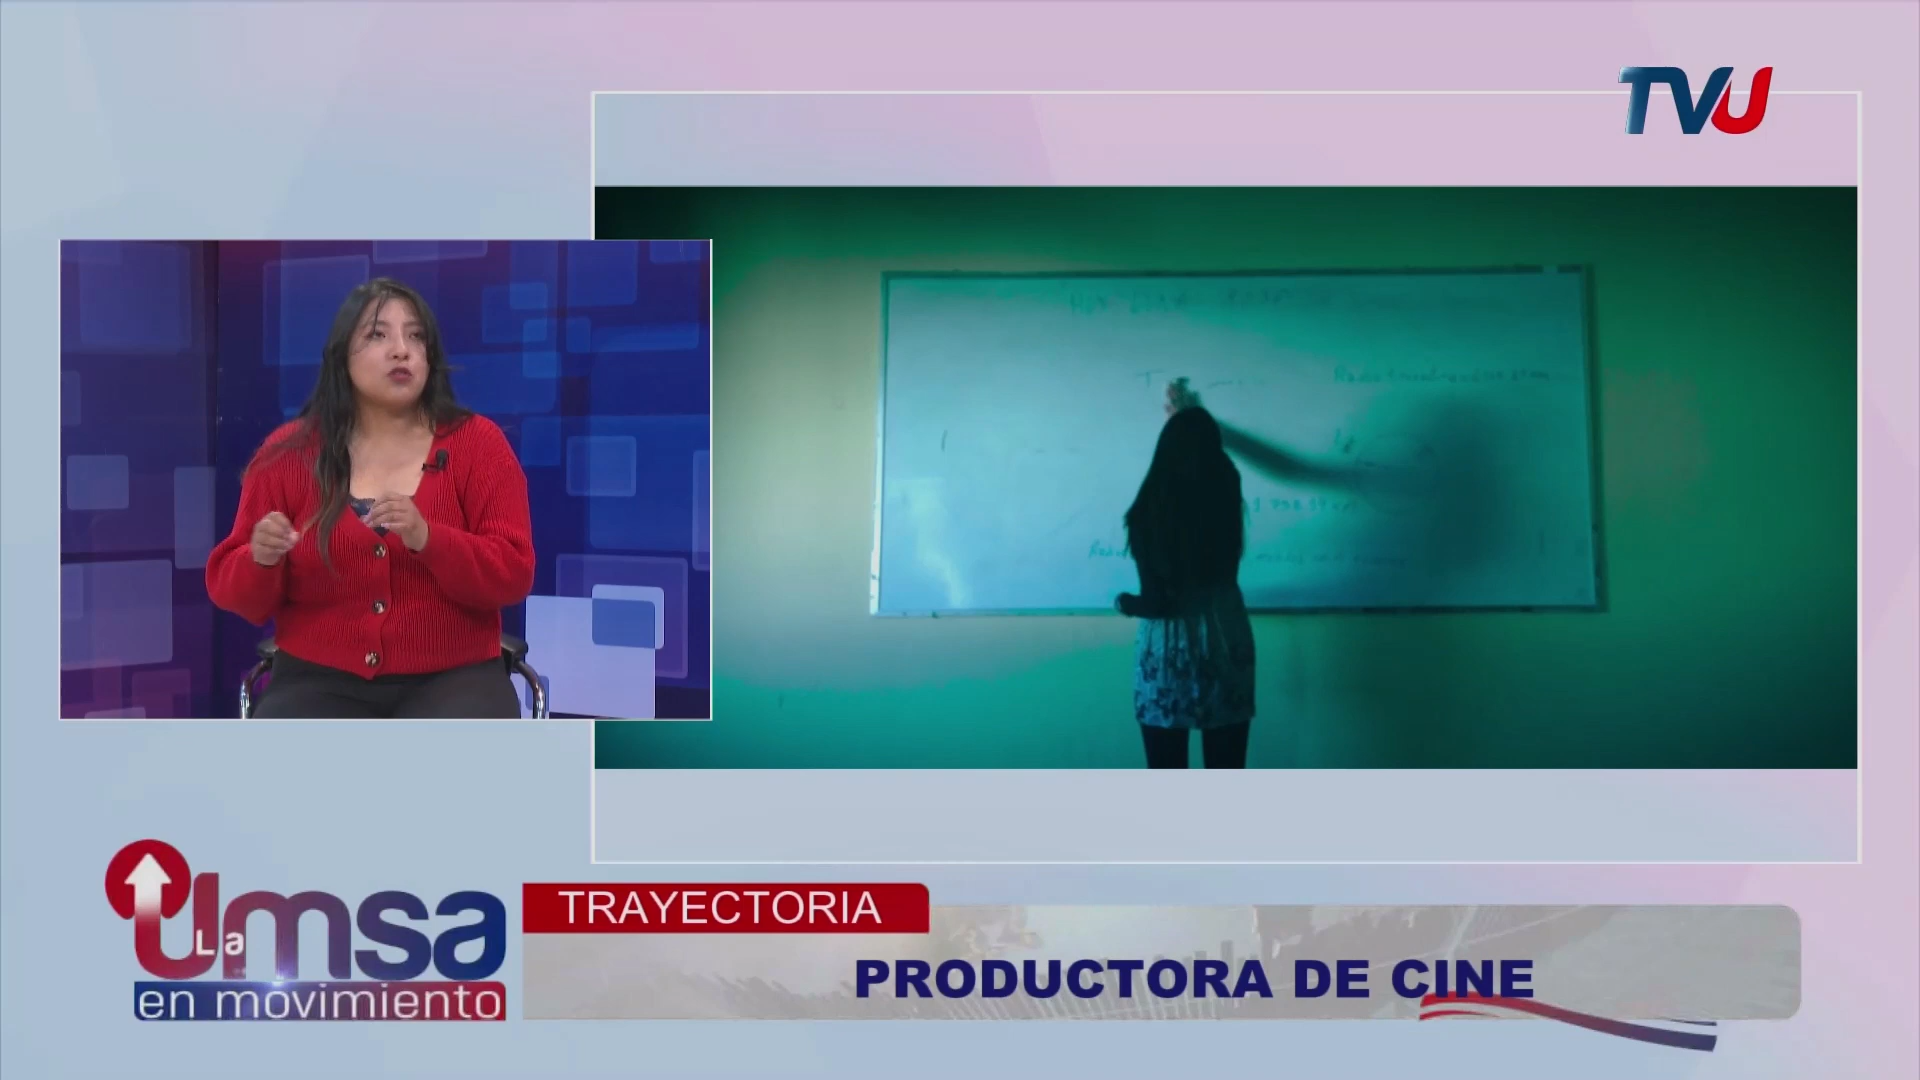 TVU
La Umsa
en movimiento
TRAYECTORIA
PRODUCTORA DE CINE